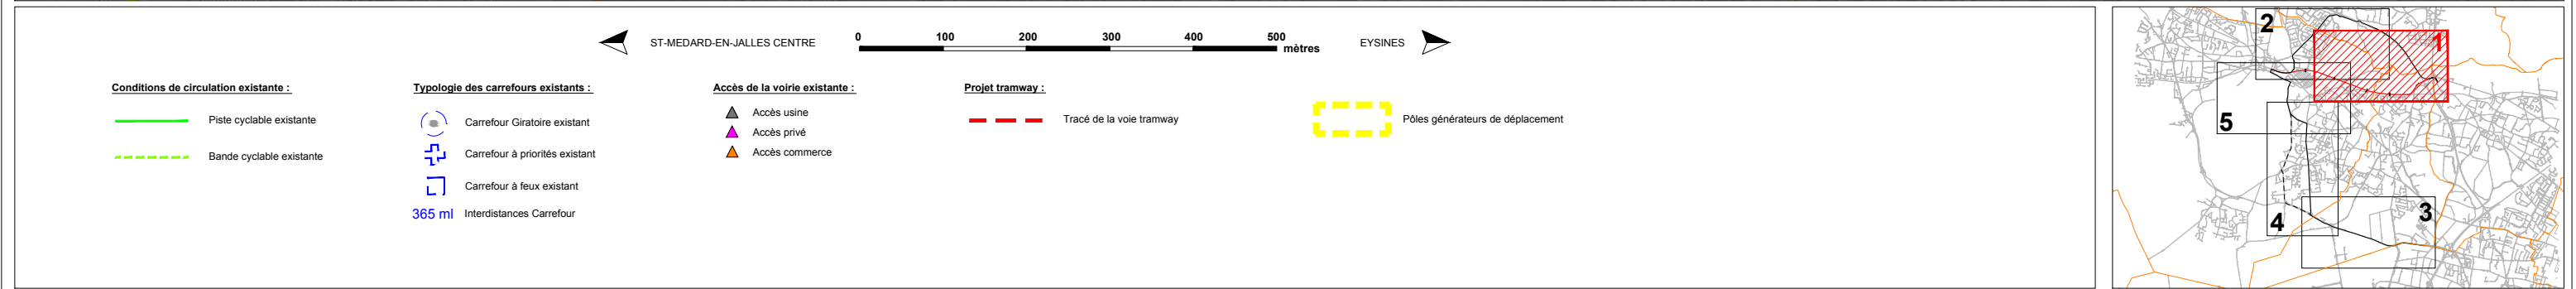 ST-MEDARD-EN-JALLES CENTRE
0 100 200 300 400 500
mètres
EYSINES
Conditions de circulation existante :
Piste cyclable existante
Bande cyclable existante
Typologie des carrefours existants :
Carrefour Giratoire existant
Carrefour à priorités existant
Carrefour à feux existant
365 ml Interdistances Carrefour
Accès de la voirie existante :
Accès usine
Accès privé
Accès commerce
Projet tramway :
Tracé de la voie tramway
Pôles générateurs de déplacement
2
1
5
4
3